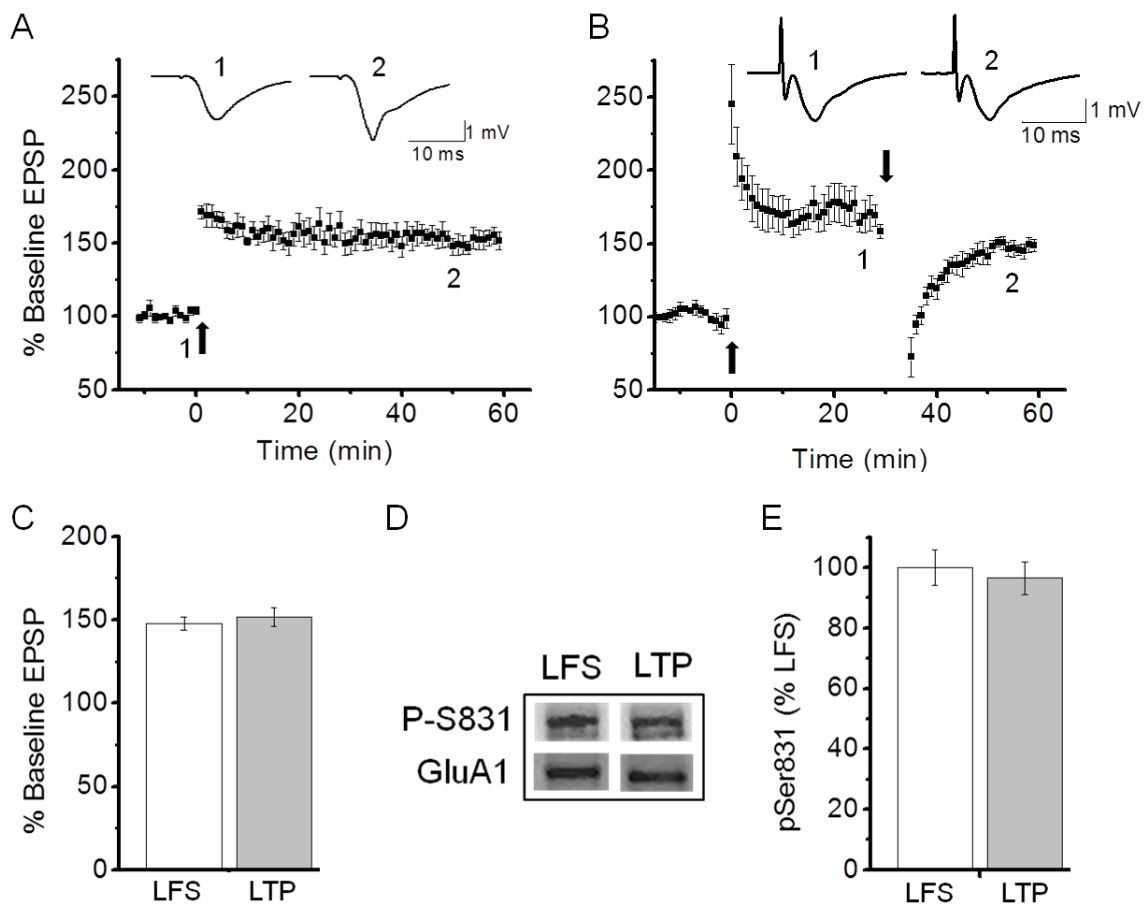 A
1
2
1 mV
10 ms
% Baseline EPSP
250
200
150
100
50
1
2
0
20
40
60
Time (min)
B
1
2
1 mV
10 ms
250
200
150
100
50
1
2
0
20
40
60
Time (min)
C
% Baseline EPSP
200
150
100
50
0
LFS
LTP
D
LFS LTP
P-S831
GluA1
E
pSer831 (% LFS)
100
80
60
40
20
0
LFS
LTP